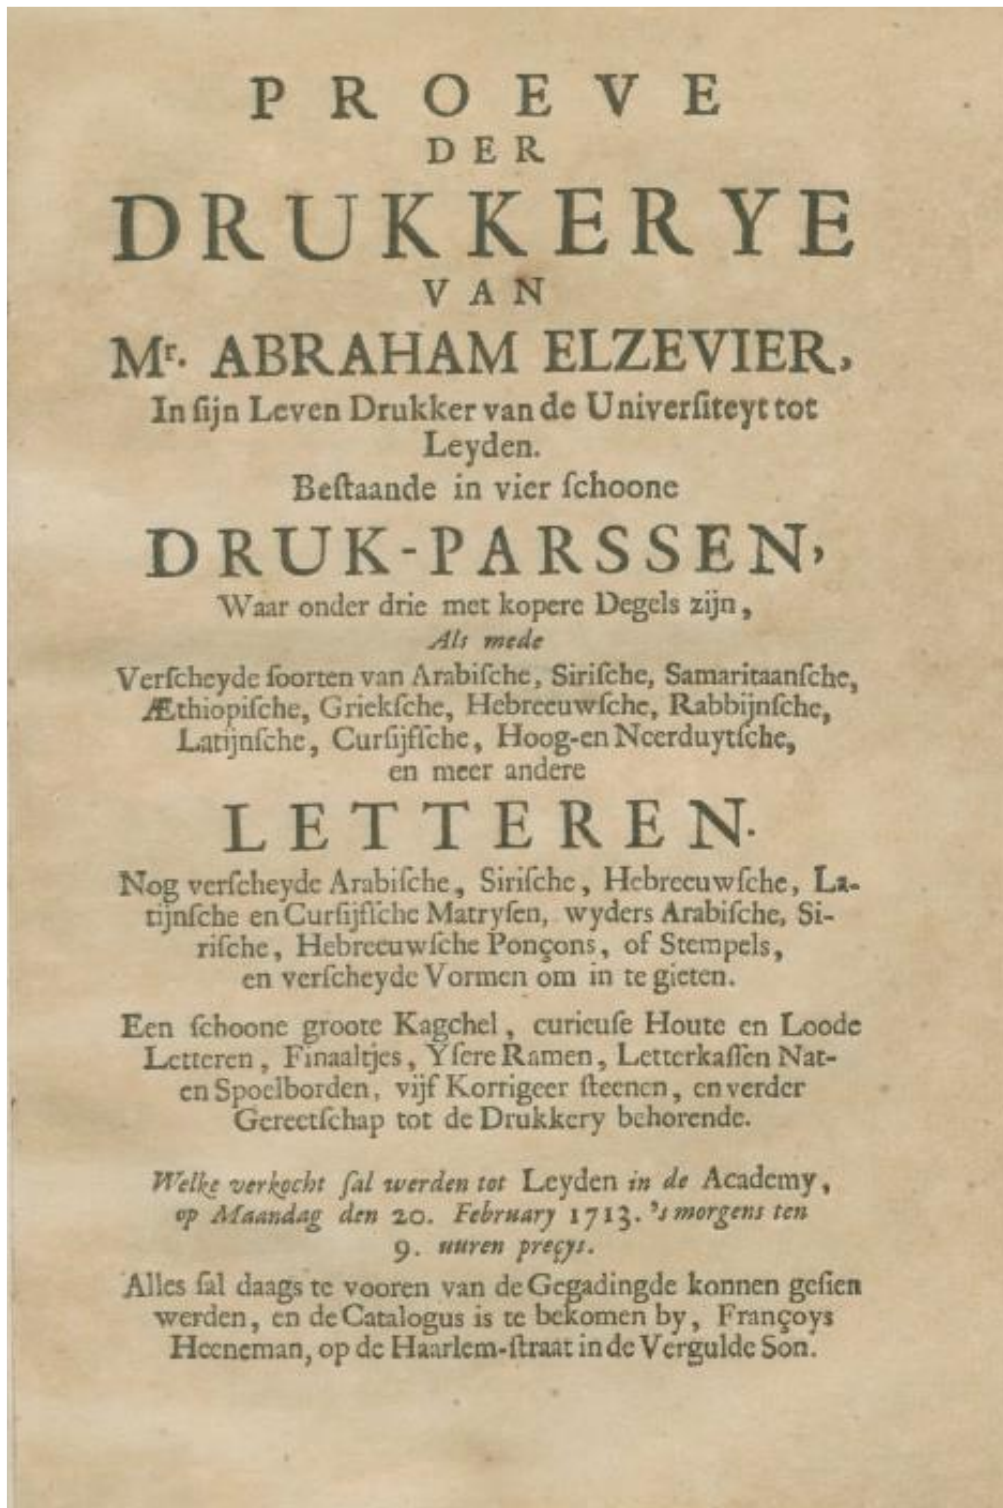 PROEVE
DER
DRUKKERYE
VAN
Mr. ABRAHAM ELZEVIER,
In ſijn Leven Drukker van de Univerſiteyt tot
Leyden.
Beſtaande in vier ſchoone
DRUK-PARSSEN,
Waar onder drie met kopere Degels zijn,
Als mede
Verſcheyde ſoorten van Arabiſche, Siriſche, Samaritaanſche,
Æthiopiſche, Griekſche, Hebreeuwſche, Rabbijnſche,
Latijnſche, Curſijfſche, Hoog-en Neerduytſche,
en meer andere
LETTEREN.
Nog verſcheyde Arabiſche, Siriſche, Hebreeuwſche, La-
tijnſche en Curſijfſche Matryſen, wyders Arabiſche, Si-
riſche, Hebreeuwſche Ponçons, of Stempels,
en verſcheyde Vormen om in te gieten.
Een ſchoone groote Kagchel, curieuſe Houte en Loode
Letteren, Finaaltjes, Yſere Ramen, Letterkaſſen Nat-
en Spoelborden, vijf Korrigeer ſteenen, en verder
Gereetſchap tot de Drukkery behorende.
Welke verkocht ſal werden tot Leyden in de Academy,
op Maandag den 20. February 1713. 's morgens ten
9. uuren preçys.
Alles ſal daags te vooren van de Gegadingde konnen geſien
werden, en de Catalogus is te bekomen by, Françoys
Heeneman, op de Haarlem-ſtraat in de Vergulde Son.